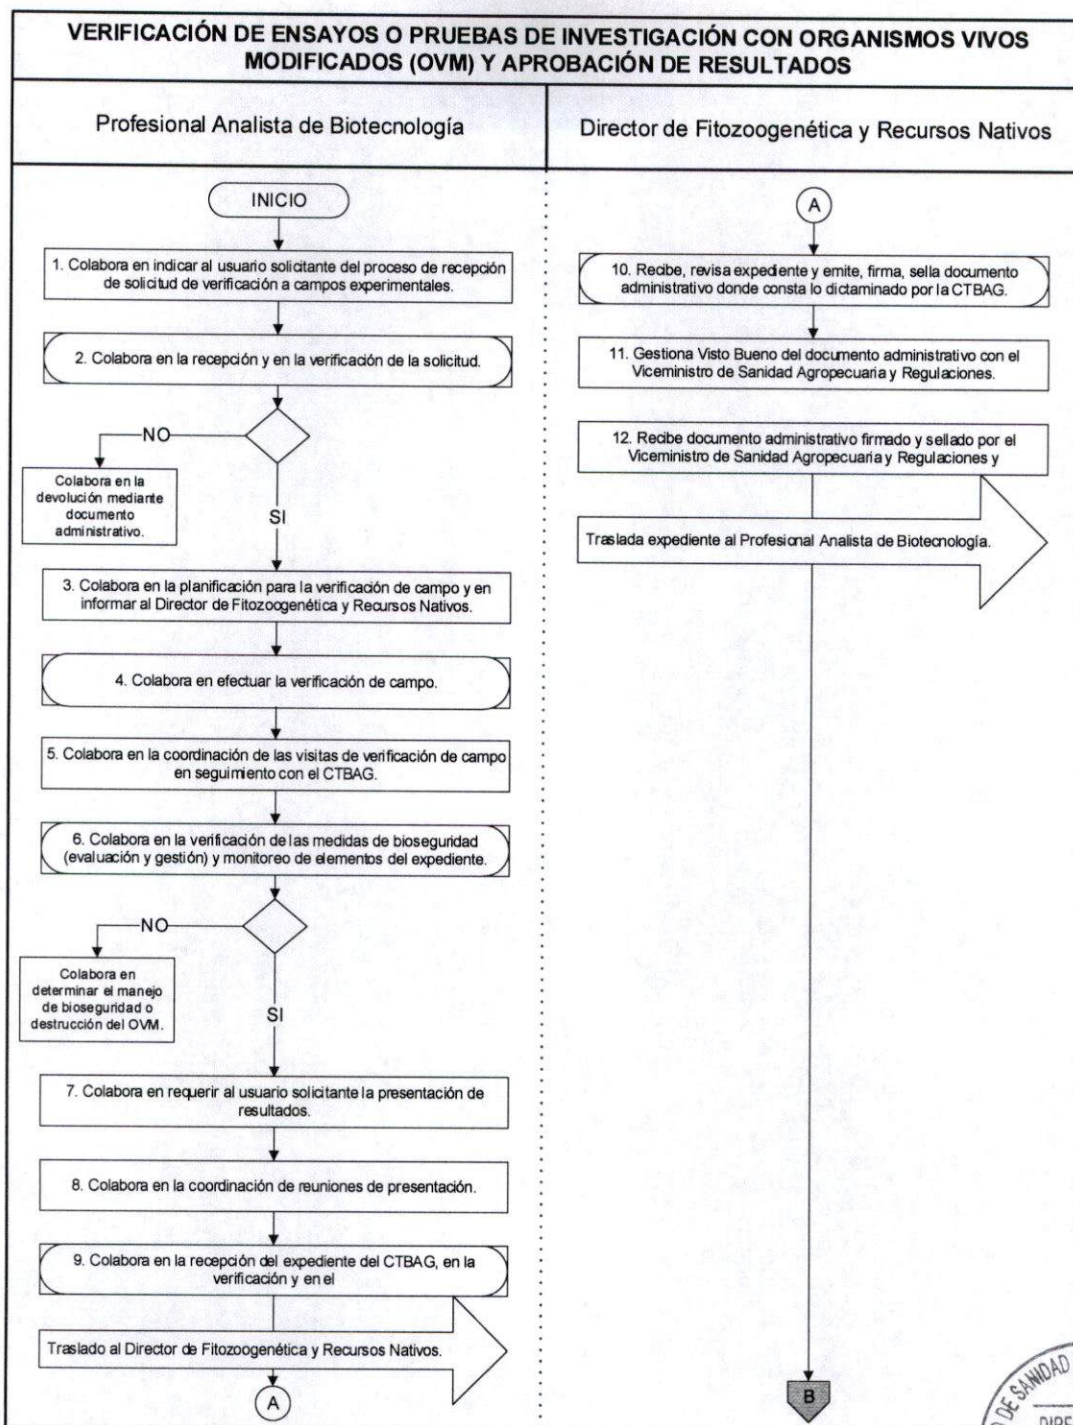 VERIFICACIÓN DE ENSAYOS O PRUEBAS DE INVESTIGACIÓN CON ORGANISMOS VIVOS
MODIFICADOS (OVM) Y APROBACIÓN DE RESULTADOS
Profesional Analista de Biotecnología
Director de Fitozoogenética y Recursos Nativos
INICIO
1. Colabora en indicar al usuario solicitante del proceso de recepción
de solicitud de verificación a campos experimentales.
2. Colabora en la recepción y en la verificación de la solicitud.
NO
Colabora en la
devolución mediante
documento
administrativo.
SI
3. Colabora en la planificación para la verificación de campo y en
informar al Director de Fitozoogenética y Recursos Nativos.
4. Colabora en efectuar la verificación de campo.
5. Colabora en la coordinación de las visitas de verificación de campo
en seguimiento con el CTBAG.
6. Colabora en la verificación de las medidas de bioseguridad
(evaluación y gestión) y monitoreo de elementos del expediente.
NO
Colabora en
determinar el manejo
de bioseguridad o
destrucción del OVM.
SI
7. Colabora en requerir al usuario solicitante la presentación de
resultados.
8. Colabora en la coordinación de reuniones de presentación.
9. Colabora en la recepción del expediente del CTBAG, en la
verificación y en el
Traslado al Director de Fitozoogenética y Recursos Nativos.
A
A
10. Recibe, revisa expediente y emite, firma, sella documento
administrativo donde consta lo dictaminado por la CTBAG.
11. Gestiona Visto Bueno del documento administrativo con el
Viceministro de Sanidad Agropecuaria y Regulaciones.
12. Recibe documento administrativo firmado y sellado por el
Viceministro de Sanidad Agropecuaria y Regulaciones y
Traslada expediente al Profesional Analista de Biotecnología.
B
DE SANIDAD
DIRE